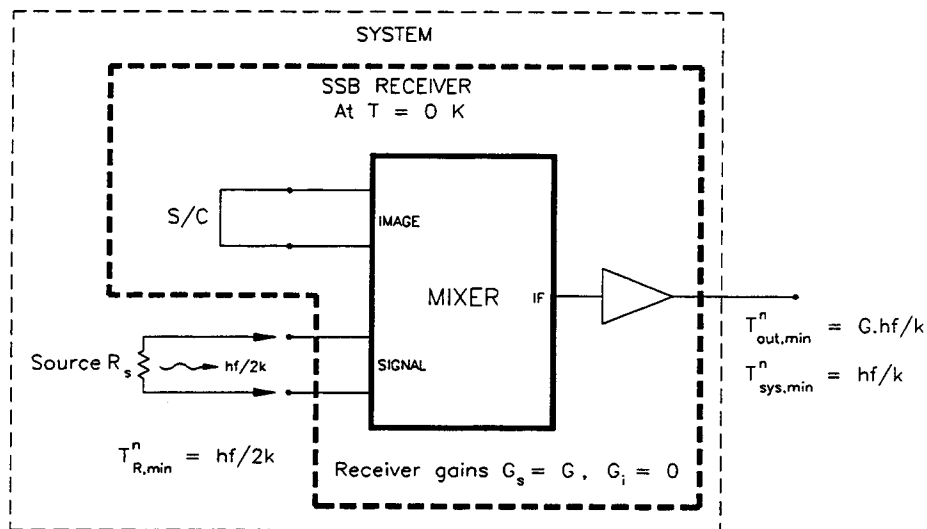 SYSTEM
SSB RECEIVER
At T = 0 K
S/C
IMAGE
MIXER
IF
SIGNAL
Source R_s
hf/2k
T^n_out,min = G.hf/k
T^n_sys,min = hf/k
T^n_R,min = hf/2k
Receiver gains G_s = G , G_i = 0